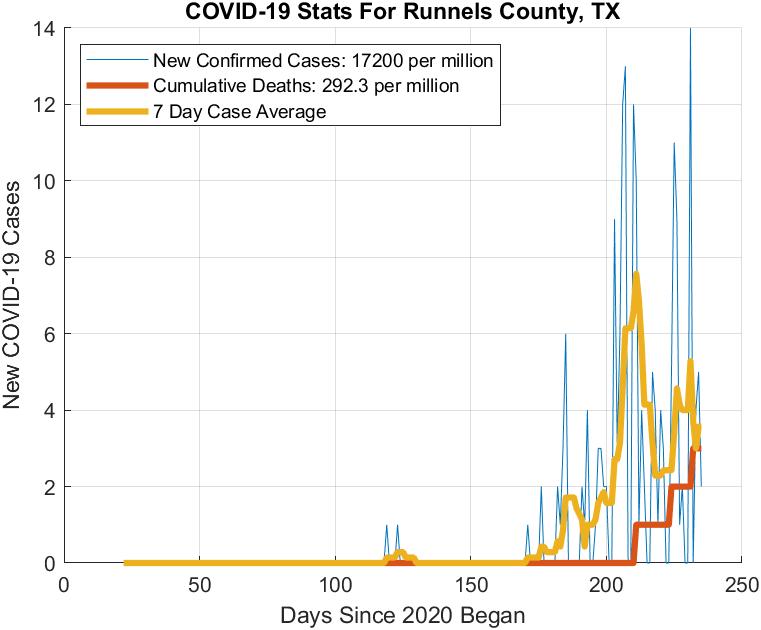 COVID-19 Stats For Runnels County, TX
14
12
10
8
6
4
2
0
New COVID-19 Cases
New Confirmed Cases: 17200 per million
Cumulative Deaths: 292.3 per million
7 Day Case Average
0 50 100 150 200 250
Days Since 2020 Began